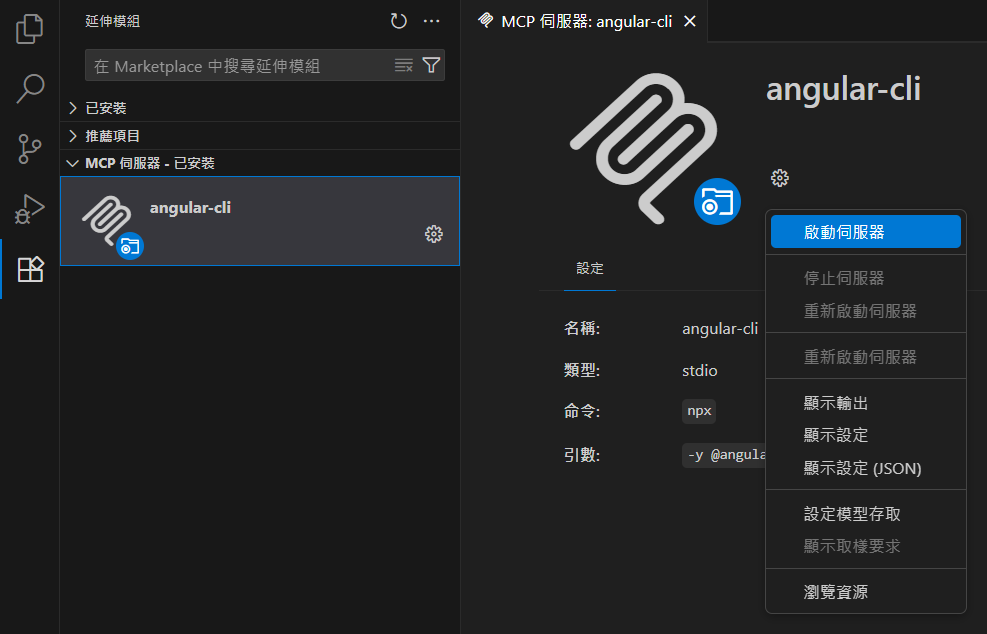 延伸模組
在 Marketplace 中搜尋延伸模組
已安裝
推薦項目
MCP 伺服器 - 已安裝
angular-cli
MCP 伺服器: angular-cli
angular-cli
設定
名稱: angular-cli
類型: stdio
命令: npx
引數: -y @angula
啟動伺服器
停止伺服器
重新啟動伺服器
重新啟動伺服器
顯示輸出
顯示設定
顯示設定 (JSON)
設定模型存取
顯示取樣要求
瀏覽資源